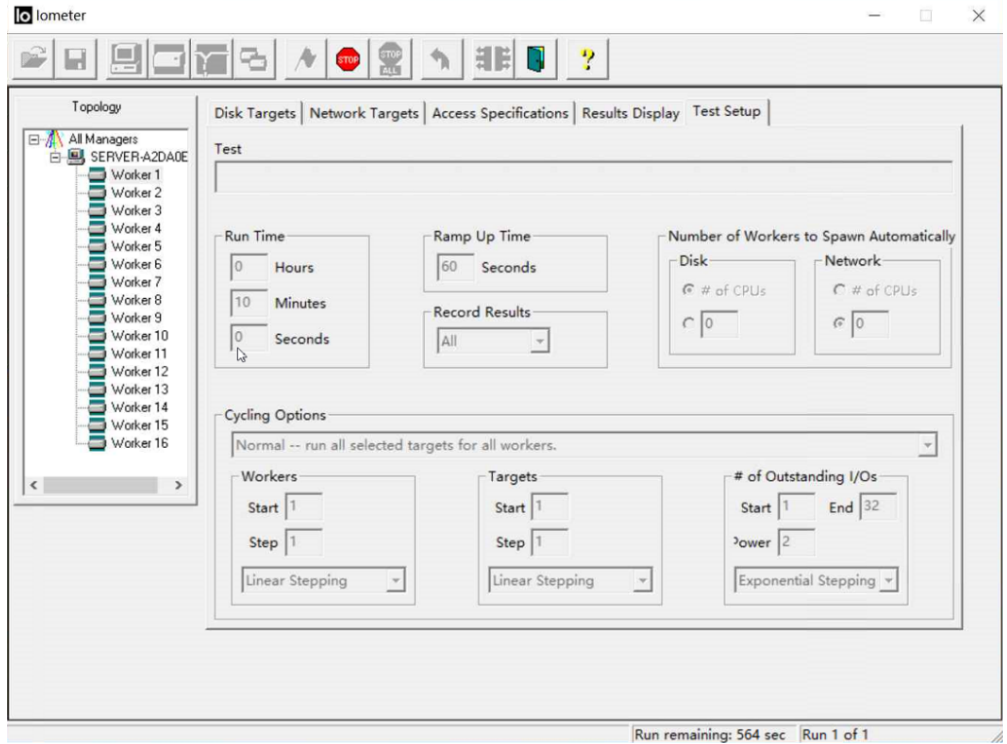 Io Iometer
STOP STOP ALL ?
Topology
All Managers
SERVER-A2DA0E
Worker 1
Worker 2
Worker 3
Worker 4
Worker 5
Worker 6
Worker 7
Worker 8
Worker 9
Worker 10
Worker 11
Worker 12
Worker 13
Worker 14
Worker 15
Worker 16
Disk Targets Network Targets Access Specifications Results Display Test Setup
Test
Run Time
0 Hours
10 Minutes
0 Seconds
Ramp Up Time
60 Seconds
Record Results
All
Number of Workers to Spawn Automatically
Disk
# of CPUs
0
Network
# of CPUs
0
Cycling Options
Normal -- run all selected targets for all workers.
Workers
Start 1
Step 1
Linear Stepping
Targets
Start 1
Step 1
Linear Stepping
# of Outstanding I/Os
Start 1 End 32
Power 2
Exponential Stepping
Run remaining: 564 sec Run 1 of 1